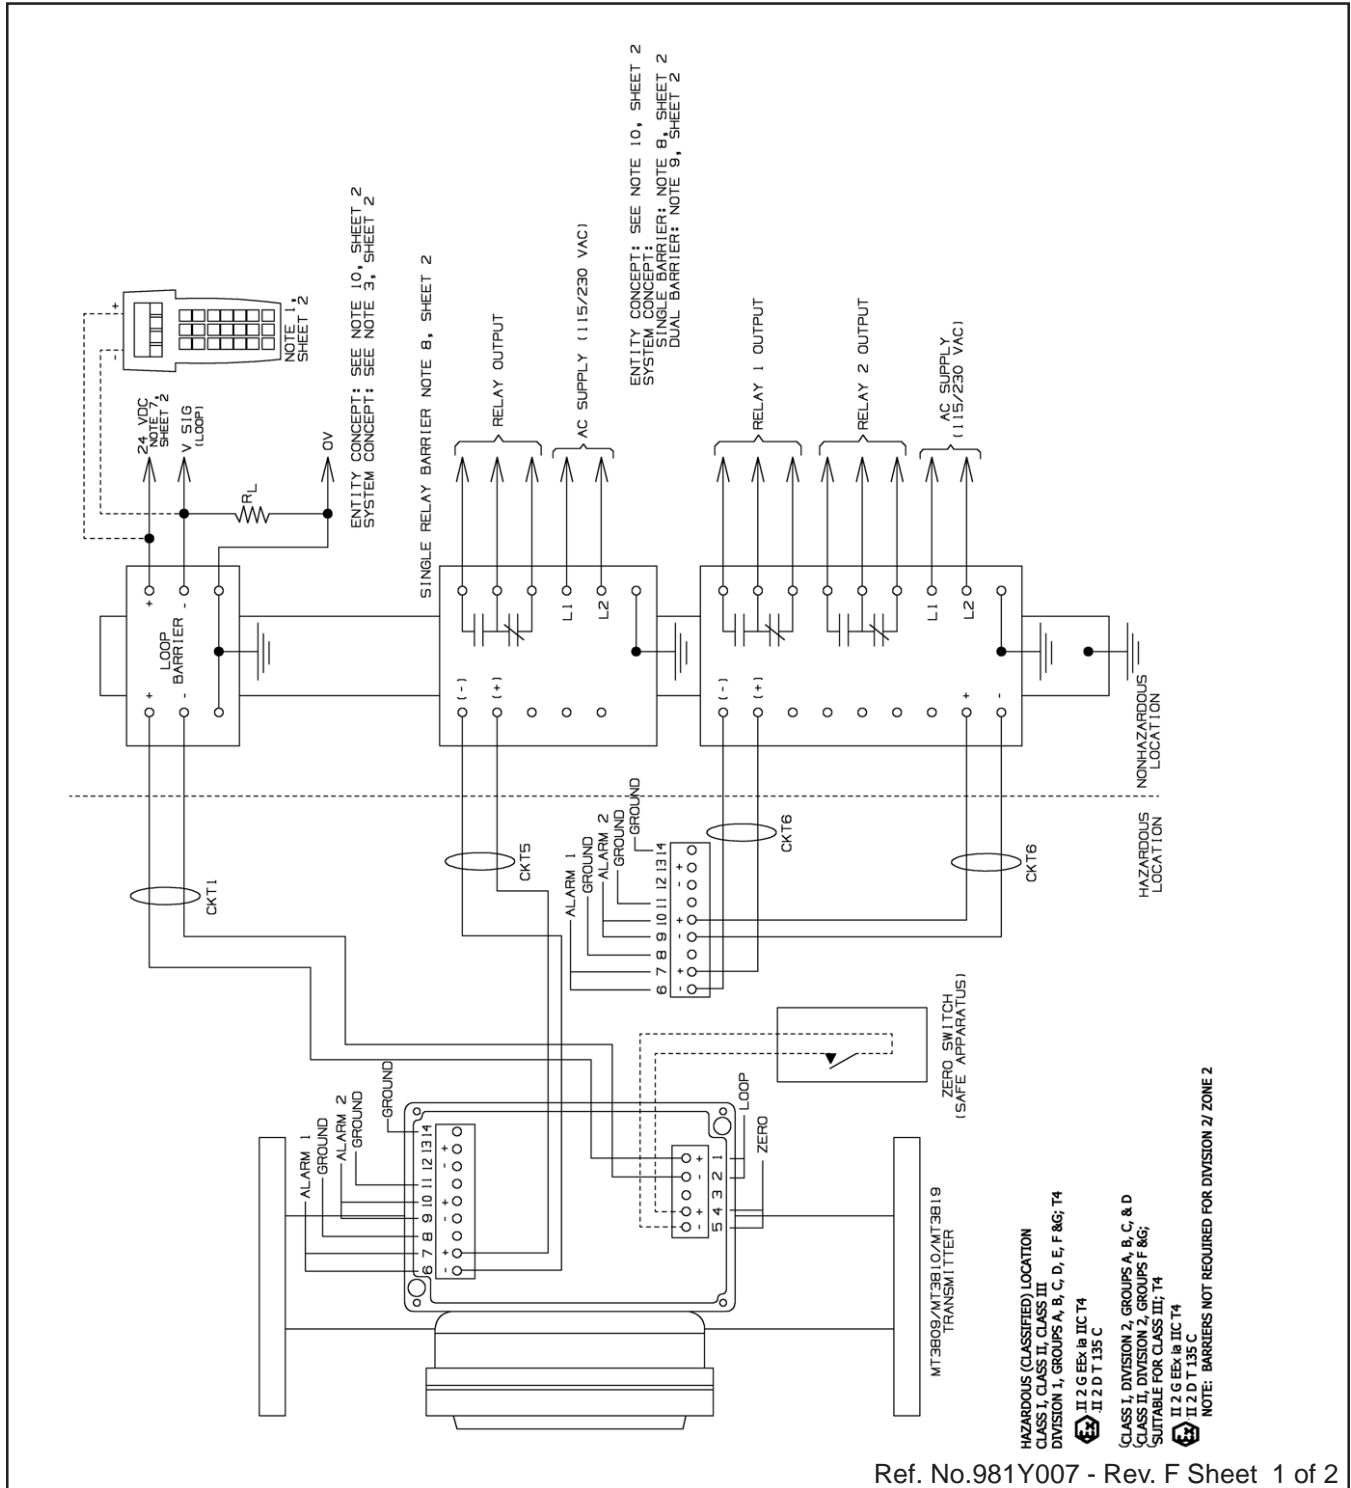 NOTE 1,
SHEET 2
+
-
24 VDC
NOTE 7,
SHEET 2
V SIG
(LOOP)
RL
0V
ENTITY CONCEPT: SEE NOTE 10, SHEET 2
SYSTEM CONCEPT: SEE NOTE 3, SHEET 2
LOOP
BARRIER
+
-
+
-
SINGLE RELAY BARRIER NOTE 8, SHEET 2
RELAY OUTPUT
AC SUPPLY (115/230 VAC)
L1
L2
(-)
(+)
ENTITY CONCEPT: SEE NOTE 10, SHEET 2
SYSTEM CONCEPT:
SINGLE BARRIER: NOTE 8, SHEET 2
DUAL BARRIER: NOTE 9, SHEET 2
RELAY 1 OUTPUT
RELAY 2 OUTPUT
AC SUPPLY
(115/230 VAC)
L1
L2
(-)
(+)
+
-
NONHAZARDOUS
LOCATION
HAZARDOUS
LOCATION
CKT1
CKT5
CKT6
CKT6
ALARM 1
GROUND
ALARM 2
GROUND
GROUND
6 7 8 9 10 11 12 13 14
- + - + - +
ZERO SWITCH
(SAFE APPARATUS)
ALARM 1
GROUND
ALARM 2
GROUND
GROUND
6 7 8 9 10 11 12 13 14
- + - + - +
- + - +
5 4 3 2 1
LOOP
ZERO
MT3809/MT3810/MT3819
TRANSMITTER
HAZARDOUS (CLASSIFIED) LOCATION
CLASS I, CLASS II, CLASS III
DIVISION 1, GROUPS A, B, C, D, E, F &G; T4
Ex II 2 G EEx ia IIC T4
II 2 D T 135 C
(CLASS I, DIVISION 2, GROUPS A, B, C, & D
(CLASS II, DIVISION 2, GROUPS F &G;
(SUITABLE FOR CLASS III; T4
Ex II 2 G EEx ia IIC T4
II 2 D T 135 C
NOTE: BARRIERS NOT REQUIRED FOR DIVISION 2/ ZONE 2
Ref. No.981Y007 - Rev. F Sheet 1 of 2